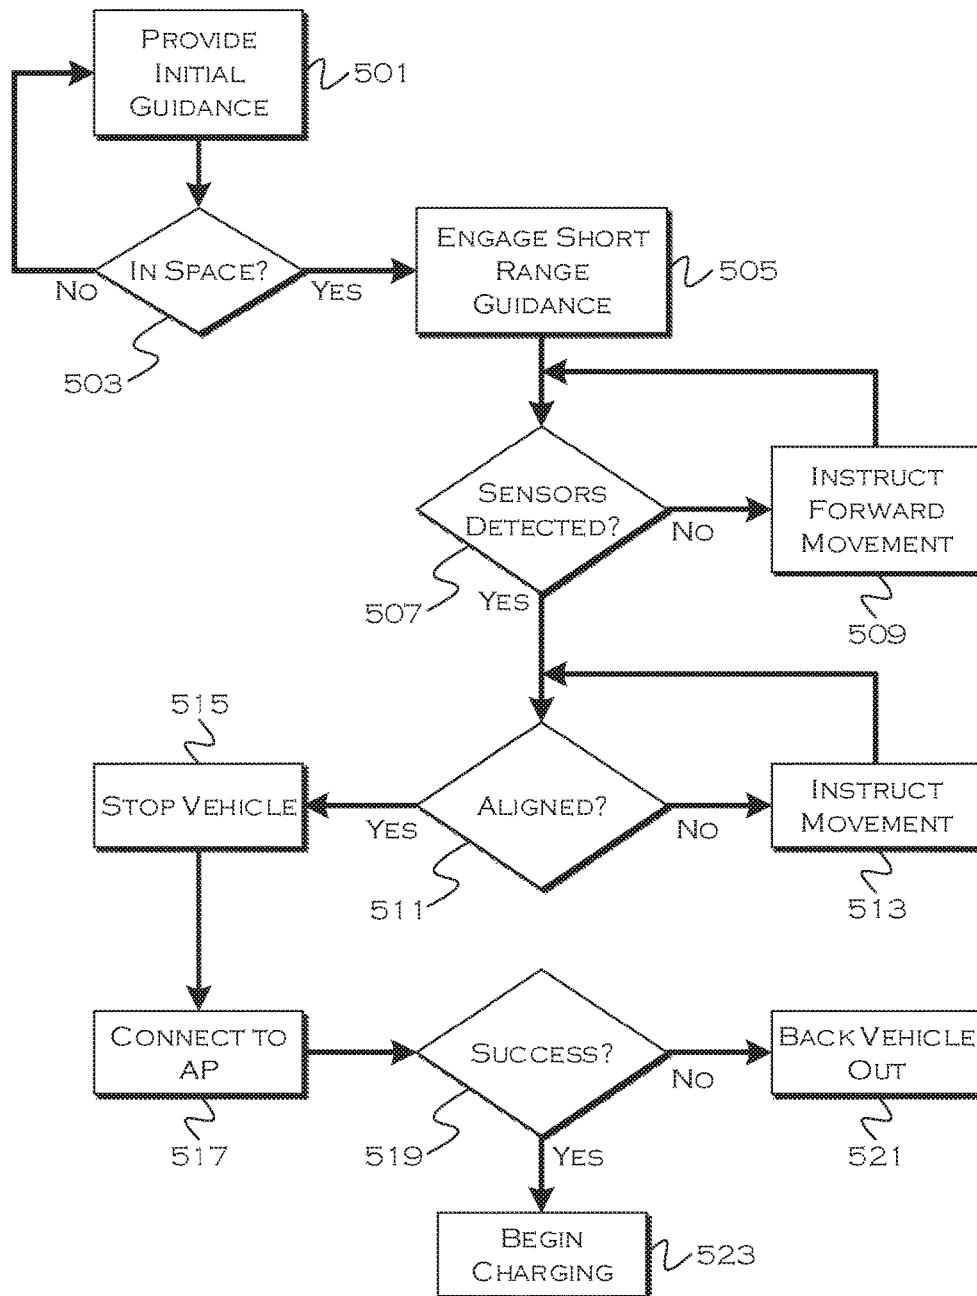 PROVIDE
INITIAL
GUIDANCE
501
IN SPACE?
NO
YES
503
ENGAGE SHORT
RANGE
GUIDANCE
505
SENSORS
DETECTED?
NO
YES
507
INSTRUCT
FORWARD
MOVEMENT
509
515
STOP VEHICLE
YES
ALIGNED?
NO
511
INSTRUCT
MOVEMENT
513
CONNECT TO
AP
517
SUCCESS?
NO
YES
519
BACK VEHICLE
OUT
521
BEGIN
CHARGING
523